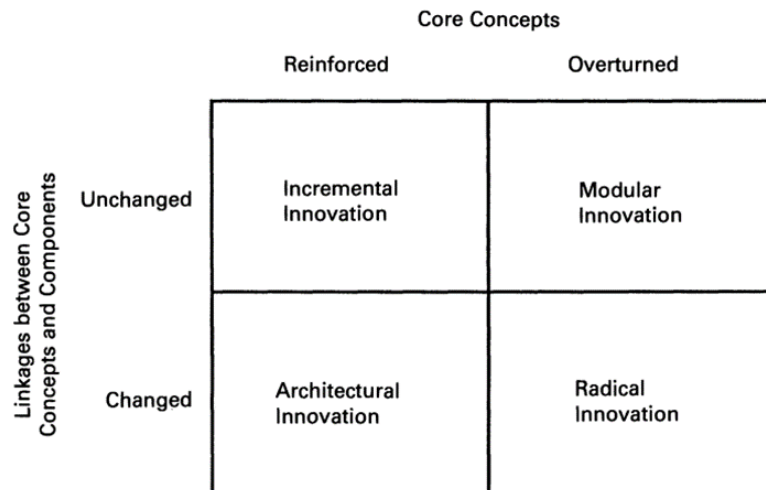 Core Concepts
Reinforced
Overturned
Linkages between Core
Concepts and Components
Unchanged
Incremental
Innovation
Modular
Innovation
Changed
Architectural
Innovation
Radical
Innovation